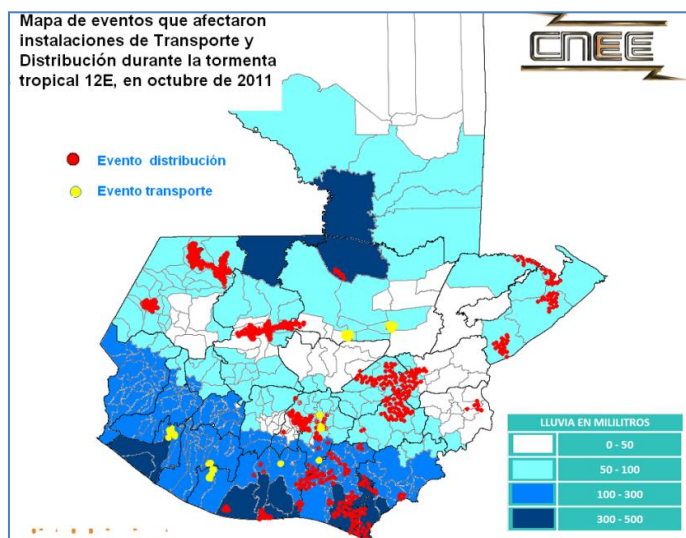 Mapa de eventos que afectaron
instalaciones de Transporte y
Distribución durante la tormenta
tropical 12E, en octubre de 2011
CNEE
Evento distribución
Evento transporte
LLUVIA EN MILILITROS
0 - 50
50 - 100
100 - 300
300 - 500